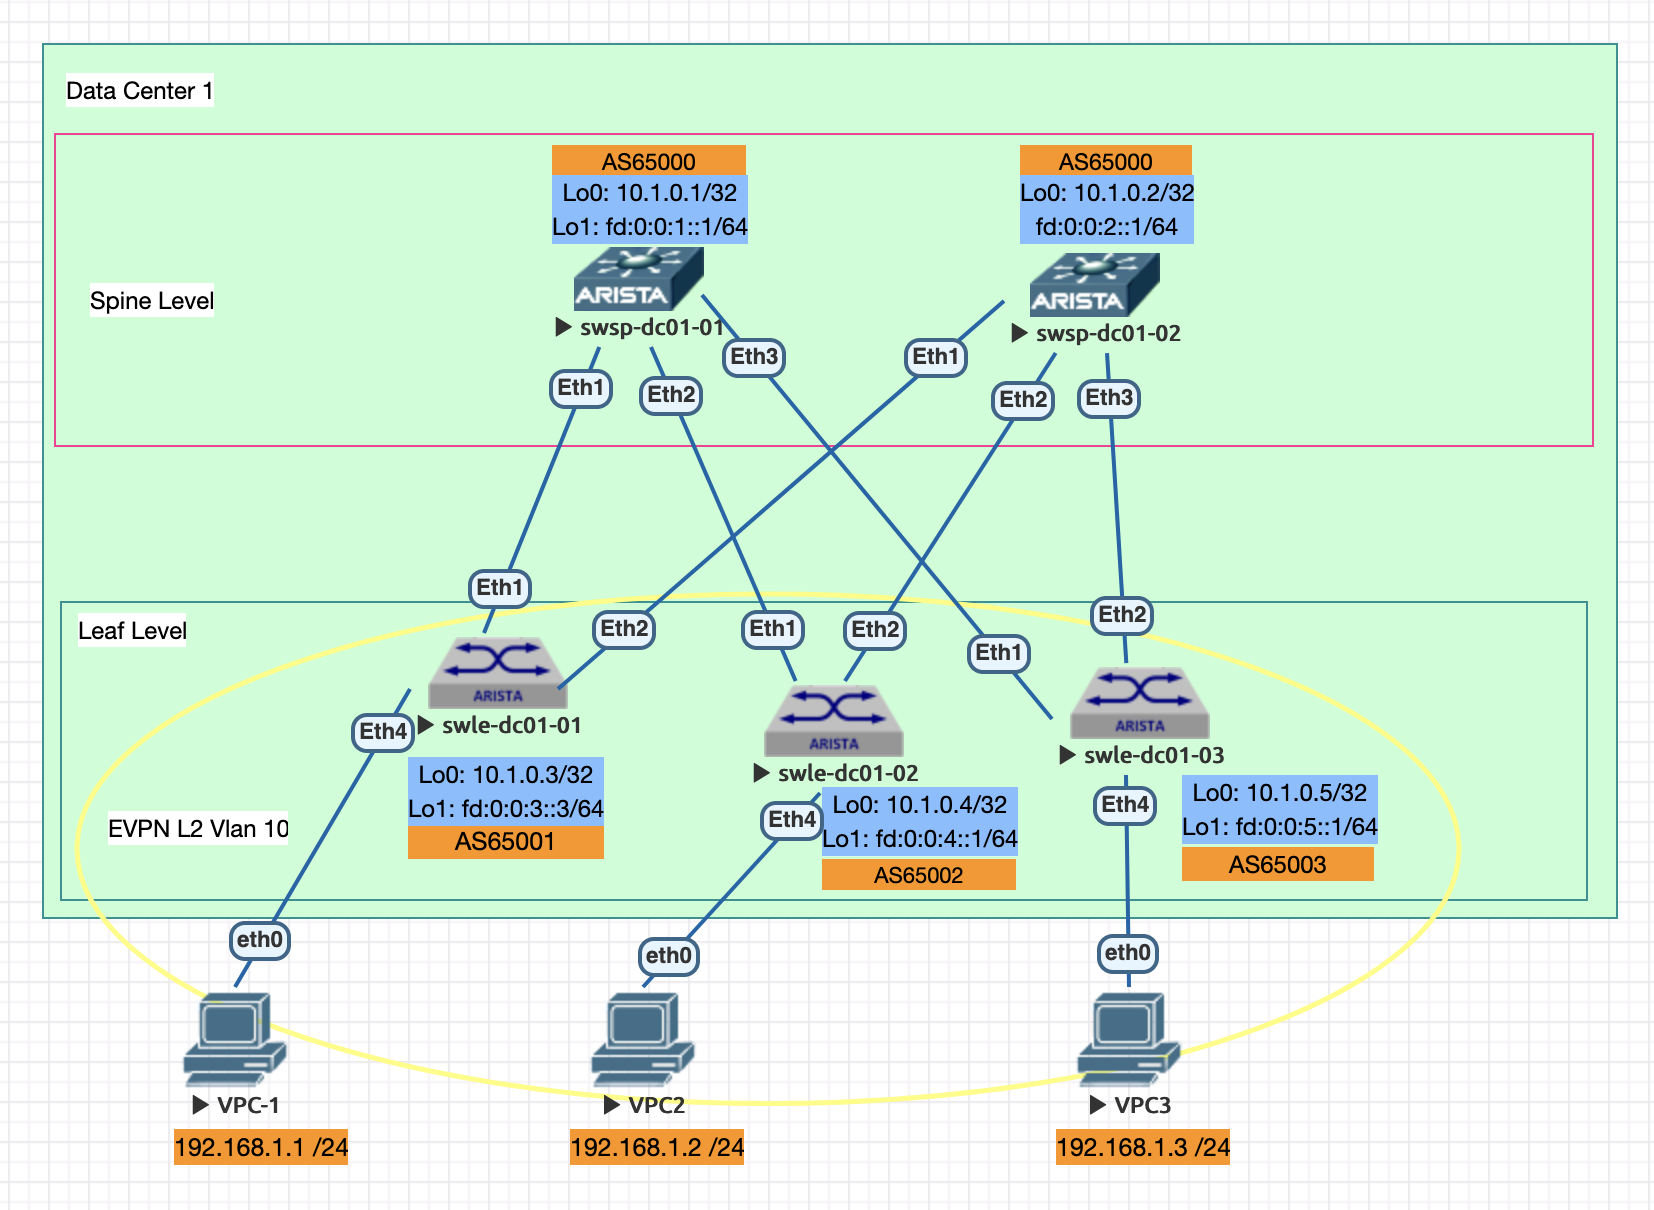 Data Center 1
AS65000
Lo0: 10.1.0.1/32
Lo1: fd:0:0:1::1/64
ARISTA
swsp-dc01-01
AS65000
Lo0: 10.1.0.2/32
fd:0:0:2::1/64
ARISTA
swsp-dc01-02
Spine Level
Eth1
Eth2
Eth3
Eth1
Eth2
Eth3
Leaf Level
Eth1
Eth2
Eth1
Eth2
Eth1
Eth2
ARISTA
swle-dc01-01
Lo0: 10.1.0.3/32
Lo1: fd:0:0:3::3/64
AS65001
ARISTA
swle-dc01-02
Lo0: 10.1.0.4/32
Lo1: fd:0:0:4::1/64
AS65002
ARISTA
swle-dc01-03
Lo0: 10.1.0.5/32
Lo1: fd:0:0:5::1/64
AS65003
Eth4
Eth4
Eth4
EVPN L2 Vlan 10
eth0
eth0
eth0
VPC-1
192.168.1.1 /24
VPC2
192.168.1.2 /24
VPC3
192.168.1.3 /24